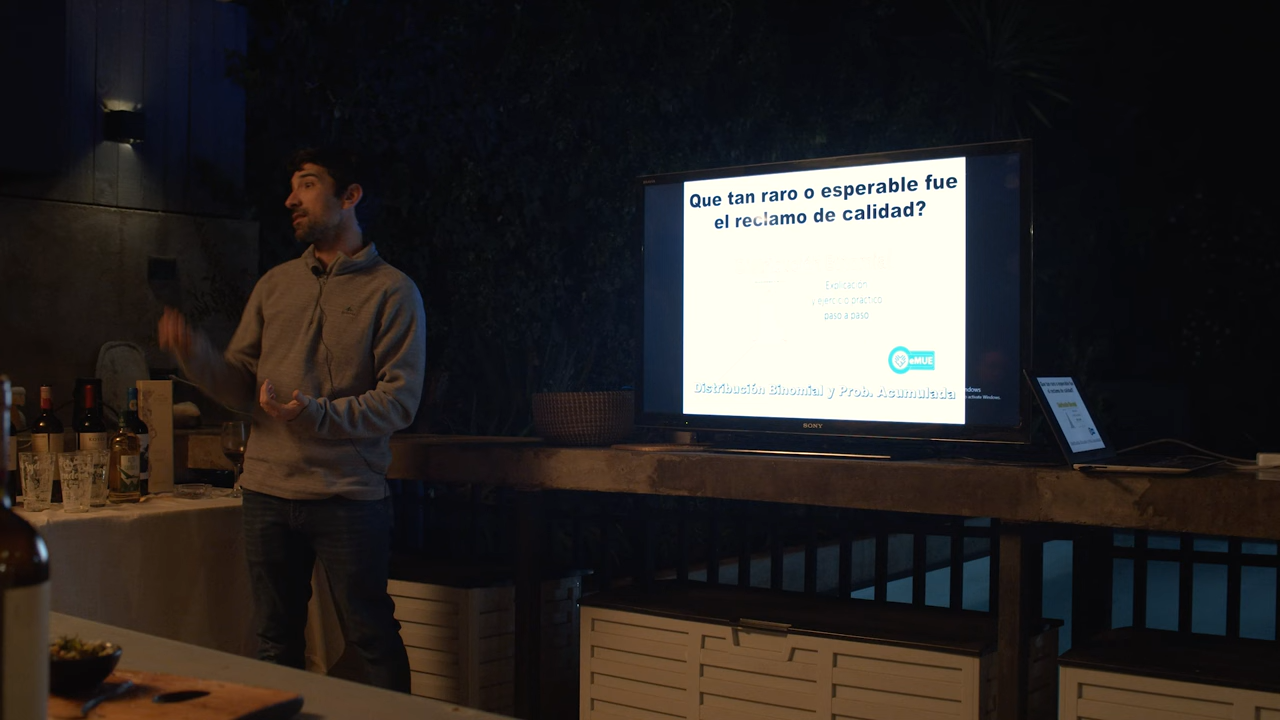 Que tan raro o esperable fue
el reclamo de calidad?
Explicación
y ejercicio práctico
paso a paso
eMUE
Distribución Binomial y Prob. Acumulada
SONY